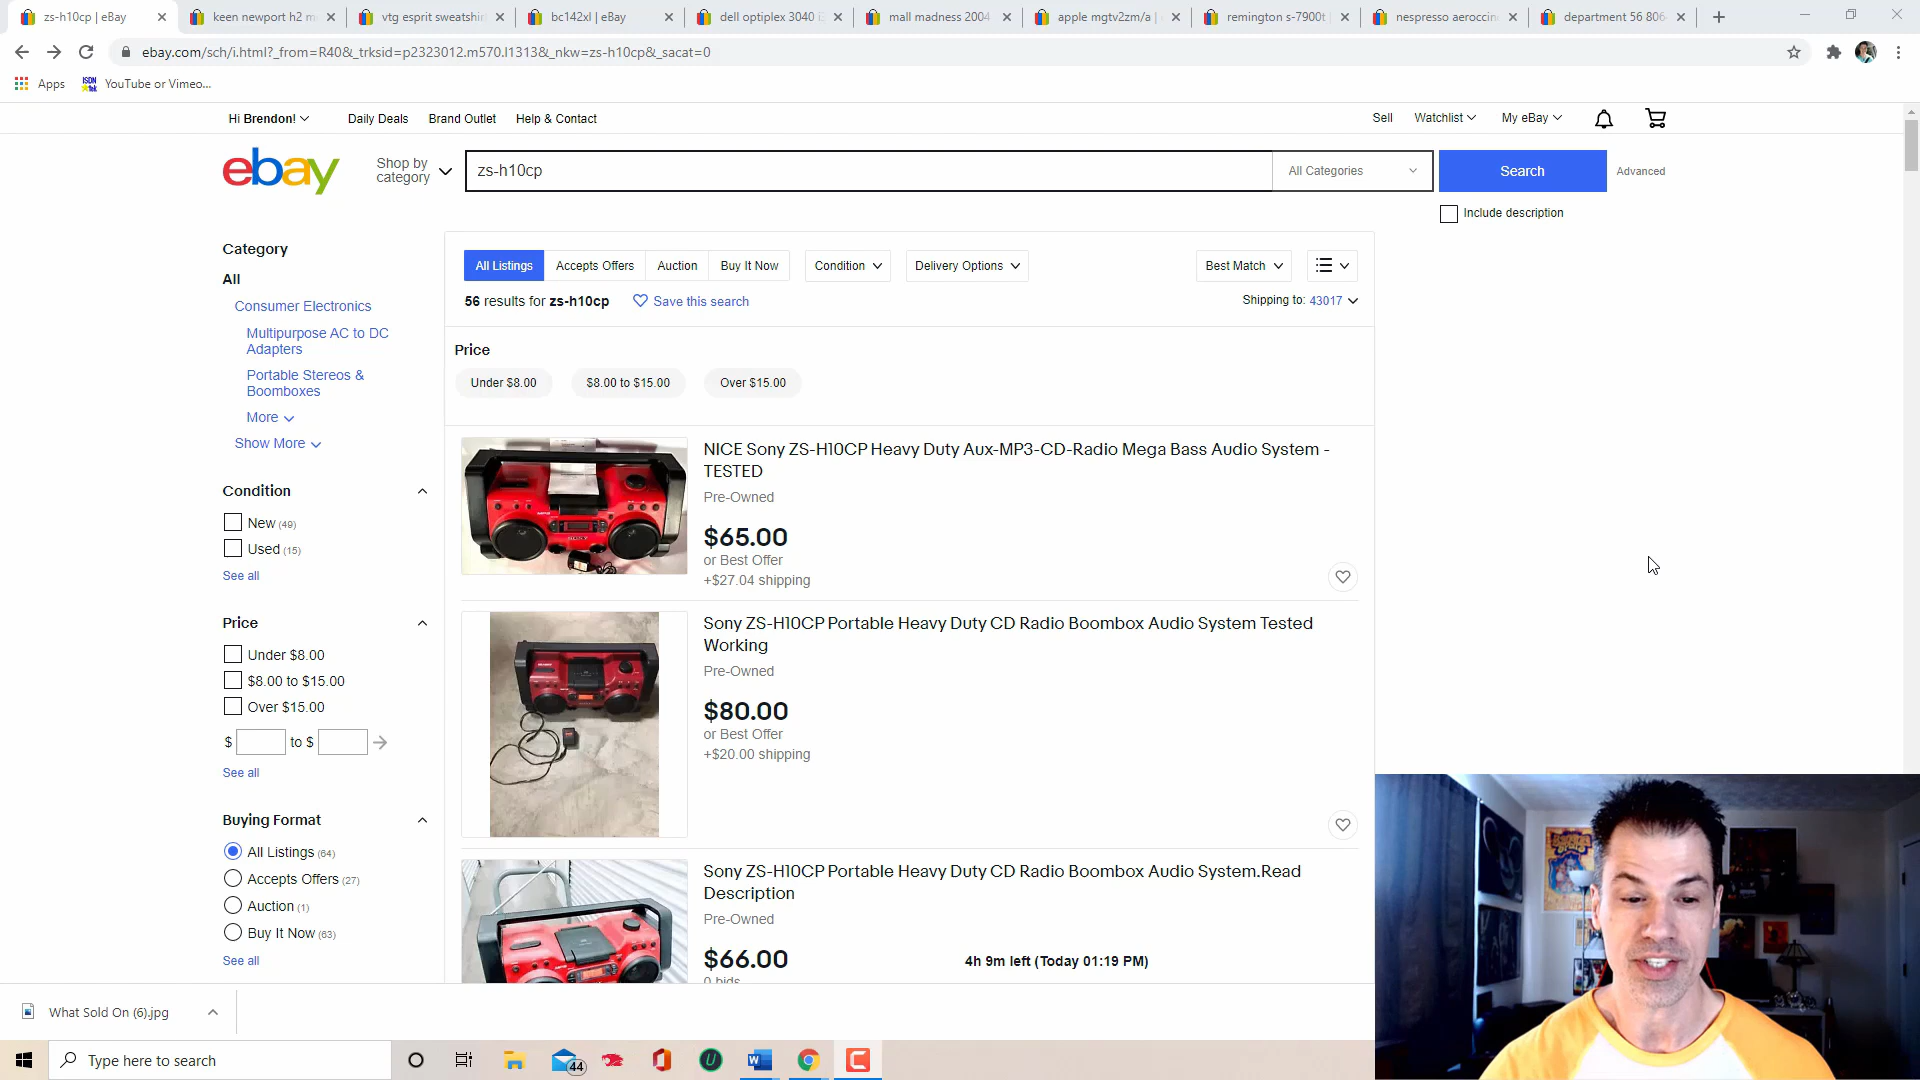 zs-h10cp | eBay
keen newport h2 m
vtg esprit sweatshir
bc142xl | eBay
dell optiplex 3040
mall madness 2004
apple mgtv2zm/a |
remington s-7900t
nespresso aeroccin
department 56 806
ebay.com/sch/i.html?_from=R40&_trksid=p2323012.m570.l1313&_nkw=zs-h10cp&_sacat=0
Apps
YouTube or Vimeo...
Hi Brendon!
Daily Deals
Brand Outlet
Help & Contact
Sell
Watchlist
My eBay
ebay
Shop by category
zs-h10cp
All Categories
Search
Advanced
Include description
Category
All
Consumer Electronics
Multipurpose AC to DC
Adapters
Portable Stereos &
Boomboxes
More
Show More
Condition
New (49)
Used (15)
See all
Price
Under $8.00
$8.00 to $15.00
Over $15.00
$ to $
See all
Buying Format
All Listings (64)
Accepts Offers (27)
Auction (1)
Buy It Now (63)
See all
All Listings
Accepts Offers
Auction
Buy It Now
Condition
Delivery Options
Best Match
56 results for zs-h10cp
Save this search
Shipping to: 43017
Price
Under $8.00
$8.00 to $15.00
Over $15.00
NICE Sony ZS-H10CP Heavy Duty Aux-MP3-CD-Radio Mega Bass Audio System -
TESTED
Pre-Owned
$65.00
or Best Offer
+$27.04 shipping
SONY
Sony ZS-H10CP Portable Heavy Duty CD Radio Boombox Audio System Tested
Working
Pre-Owned
$80.00
or Best Offer
+$20.00 shipping
Sony ZS-H10CP Portable Heavy Duty CD Radio Boombox Audio System.Read
Description
Pre-Owned
$66.00
4h 9m left (Today 01:19 PM)
0 bids
What Sold On (6).jpg
Type here to search
44